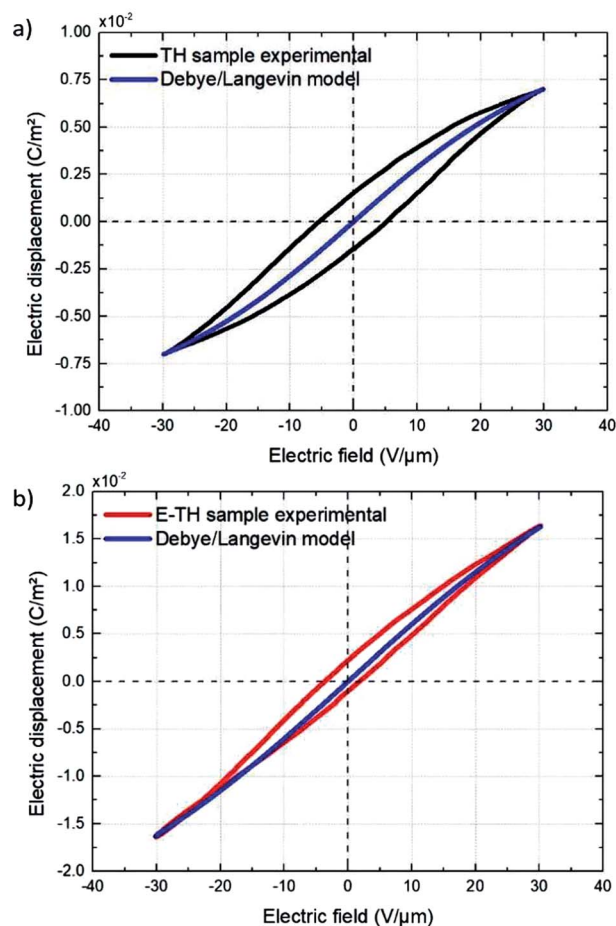 a)
x10⁻²
1.00
0.75
0.50
0.25
0.00
-0.25
-0.50
-0.75
-1.00
Electric displacement (C/m²)
TH sample experimental
Debye/Langevin model
-40 -30 -20 -10 0 10 20 30 40
Electric field (V/µm)
b)
x10⁻²
2.0
1.5
1.0
0.5
0.0
-0.5
-1.0
-1.5
-2.0
Electric displacement (C/m²)
E-TH sample experimental
Debye/Langevin model
-40 -30 -20 -10 0 10 20 30 40
Electric field (V/µm)